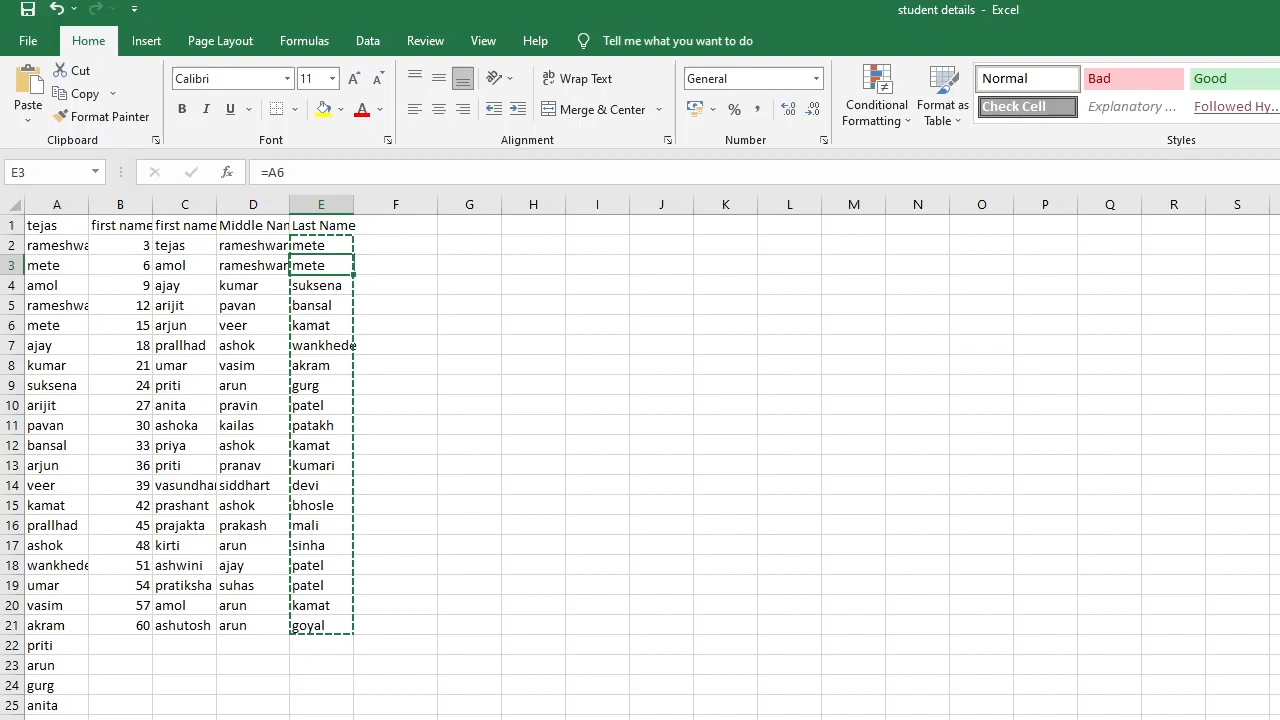 student details - Excel
File Home Insert Page Layout Formulas Data Review View Help Tell me what you want to do
Cut
Copy
Format Painter
Paste
Clipboard
Calibri 11
B I U
Font
Wrap Text
Merge & Center
Alignment
General
% ,
Number
Conditional Formatting
Format as Table
Normal Bad Good
Check Cell Explanatory ... Followed Hy...
Styles
E3 fx =A6
A B C D E F G H I J K L M N O P Q R S
1 tejas first name first name Middle Nan Last Name
2 rameshwa 3 tejas rameshwar mete
3 mete 6 amol rameshwar mete
4 amol 9 ajay kumar suksena
5 rameshwa 12 arijit pavan bansal
6 mete 15 arjun veer kamat
7 ajay 18 prallhad ashok wankhede
8 kumar 21 umar vasim akram
9 suksena 24 priti arun gurg
10 arijit 27 anita pravin patel
11 pavan 30 ashoka kailas patakh
12 bansal 33 priya ashok kamat
13 arjun 36 priti pranav kumari
14 veer 39 vasundhar siddhart devi
15 kamat 42 prashant ashok bhosle
16 prallhad 45 prajakta prakash mali
17 ashok 48 kirti arun sinha
18 wankhede 51 ashwini ajay patel
19 umar 54 pratiksha suhas patel
20 vasim 57 amol arun kamat
21 akram 60 ashutosh arun goyal
22 priti
23 arun
24 gurg
25 anita